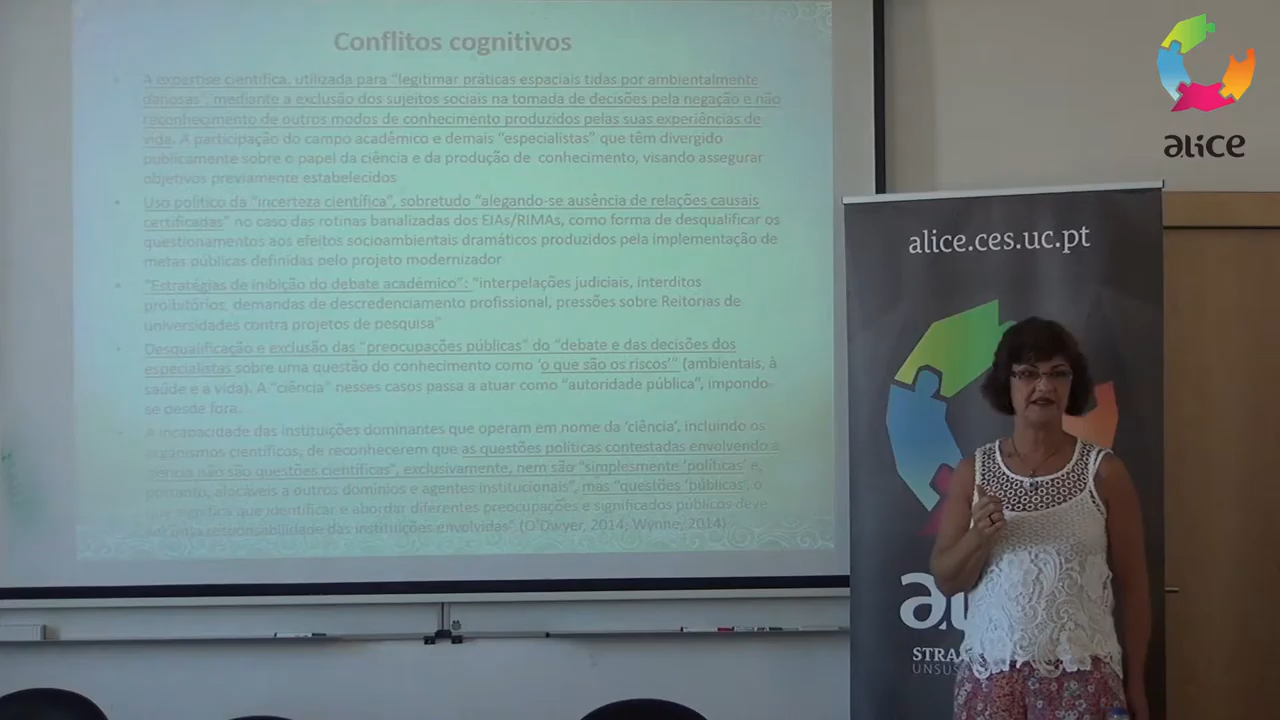 Conflitos cognitivos
A expertise científica, utilizada para "legitimar práticas espaciais tidas por ambientalmente
danosas", mediante a exclusão dos sujeitos sociais na tomada de decisões pela negação e não
reconhecimento de outros modos de conhecimento produzidos pelas suas experiências de
vida. A participação do campo acadêmico e demais "especialistas" que têm divergido
publicamente sobre o papel da ciência e da produção de conhecimento, visando assegurar
objetivos previamente estabelecidos
Uso político da "incerteza científica", sobretudo "alegando-se ausência de relações causais
certificadas" no caso das rotinas banalizadas dos EIAs/RIMAs, como forma de desqualificar os
questionamentos aos efeitos socioambientais dramáticos produzidos pela implementação de
metas públicas definidas pelo projeto modernizador
"Estratégias de inibição do debate acadêmico": "interpelações judiciais, interditos
proibitórios, demandas de descredenciamento profissional, pressões sobre Reitorias de
universidades contra projetos de pesquisa"
Desqualificação e exclusão das "preocupações públicas" do "debate e das decisões dos
especialistas sobre uma questão do conhecimento como 'o que são os riscos'" (ambientais, à
saúde e a vida). A "ciência" nesses casos passa a atuar como "autoridade pública", impondo-
se desde fora.
A incapacidade das instituições dominantes que operam em nome da 'ciência', incluindo os
organismos científicos, de reconhecerem que as questões políticas contestadas envolvendo a
ciência não são questões científicas", exclusivamente, nem são "simplesmente 'políticas' e,
portanto, alocáveis a outros domínios e agentes institucionais", mas "questões 'públicas', o
que significa que identificar e abordar diferentes preocupações e significados públicos deve
ser uma responsabilidade das instituições envolvidas" (O'Dwyer, 2014; Wynne, 2014)
alice
alice.ces.uc.pt
al
STRA
UNSUS